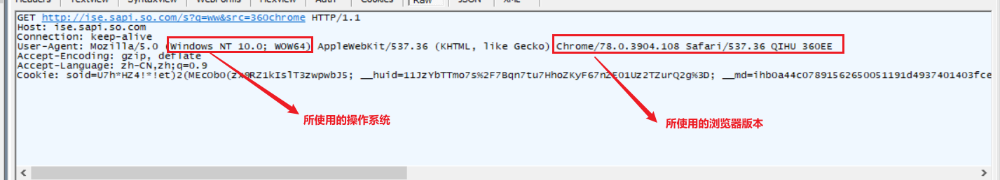 Headers TextView SyntaxView WebForms HexView Auth Cookies Raw JSON XML
GET http://ise.sapi.so.com/s?q=ww&src=360chrome HTTP/1.1
Host: ise.sapi.so.com
Connection: keep-alive
User-Agent: Mozilla/5.0 (Windows NT 10.0; WOW64) AppleWebKit/537.36 (KHTML, like Gecko) Chrome/78.0.3904.108 Safari/537.36 QIHU 360EE
Accept-Encoding: gzip, deflate
Accept-Language: zh-CN,zh;q=0.9
Cookie: soid=U7h*HZ4!*!et)2(MEcObO(zx9RZ1kIslT3zwpwbJ5; __huid=11JzYbTTmo7s%2F7Bqn7tu7HhoZKyF67nZE01Uz2TZurQ2g%3D; __md=ihb0a44c07891562650051191d4937401403fce
所使用的操作系统
所使用的浏览器版本